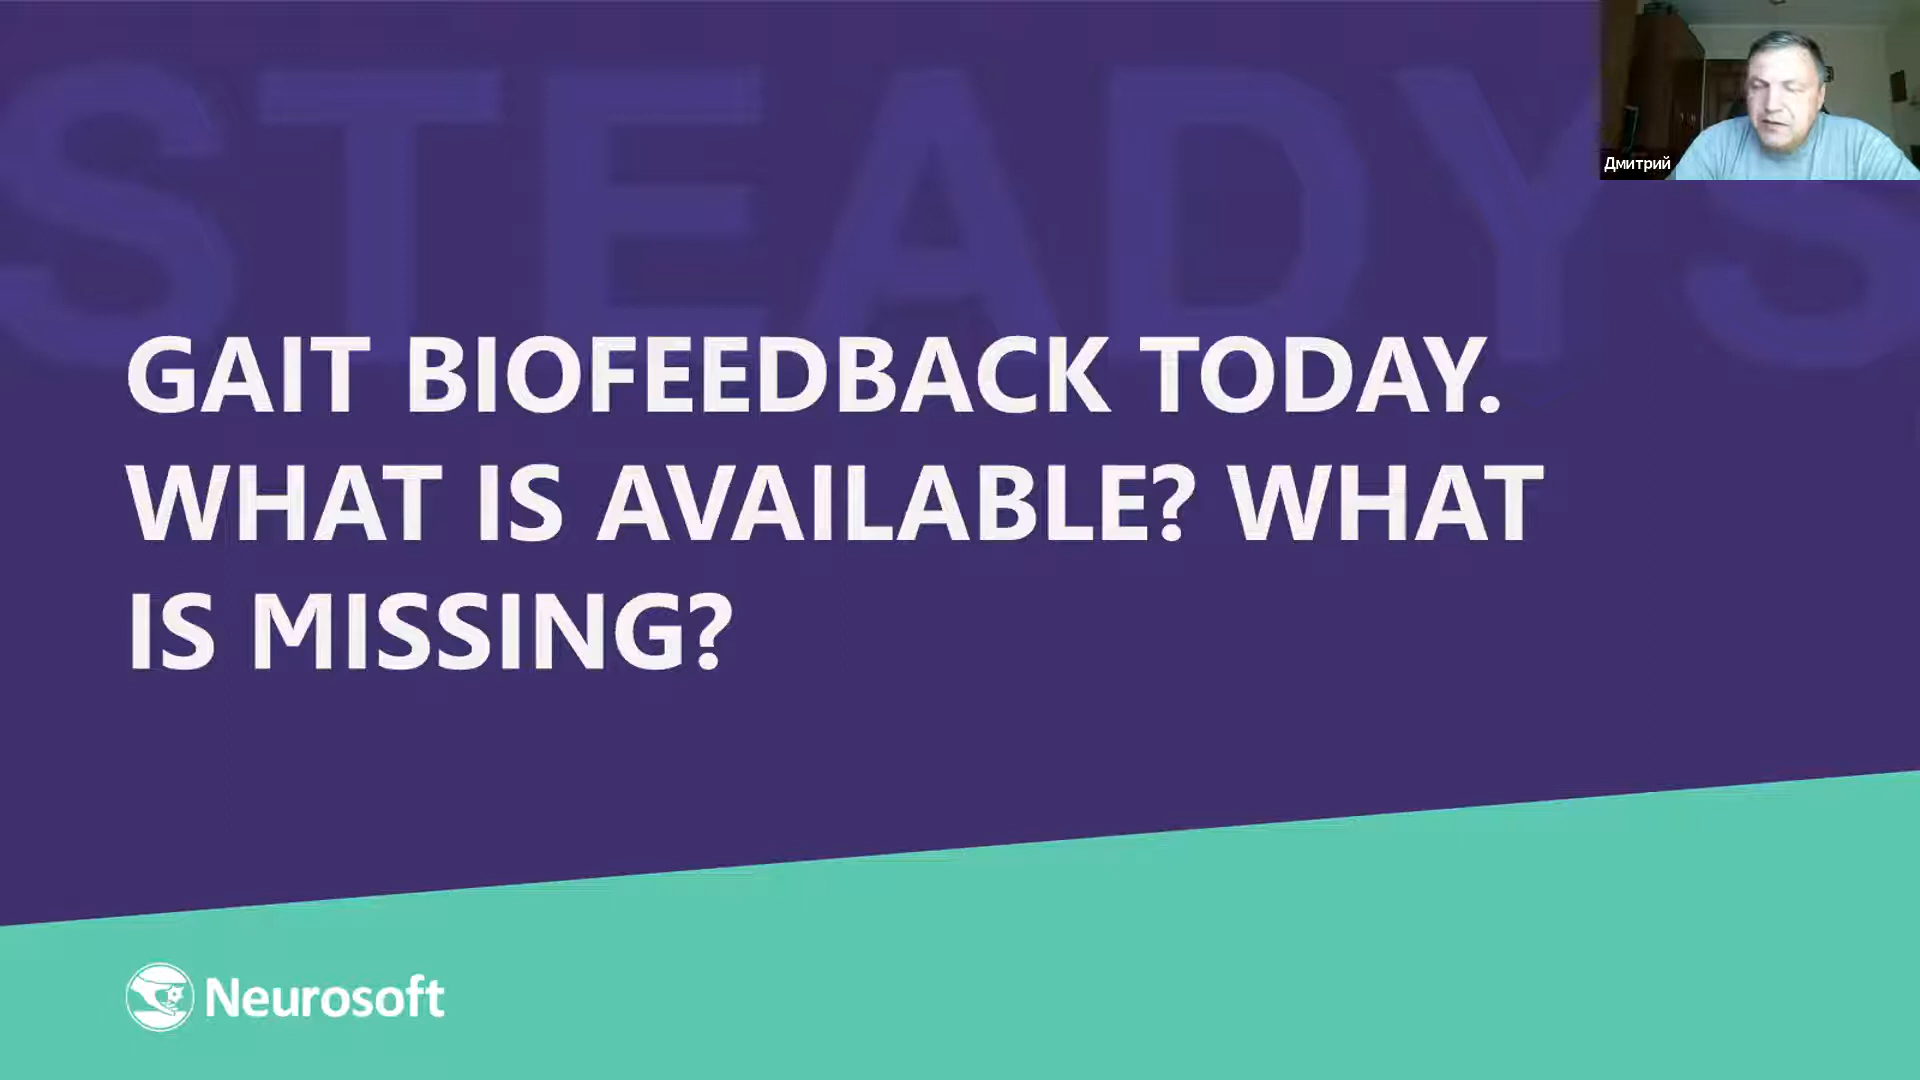 STEADYS
Дмитрий
GAIT BIOFEEDBACK TODAY.
WHAT IS AVAILABLE? WHAT
IS MISSING?
Neurosoft